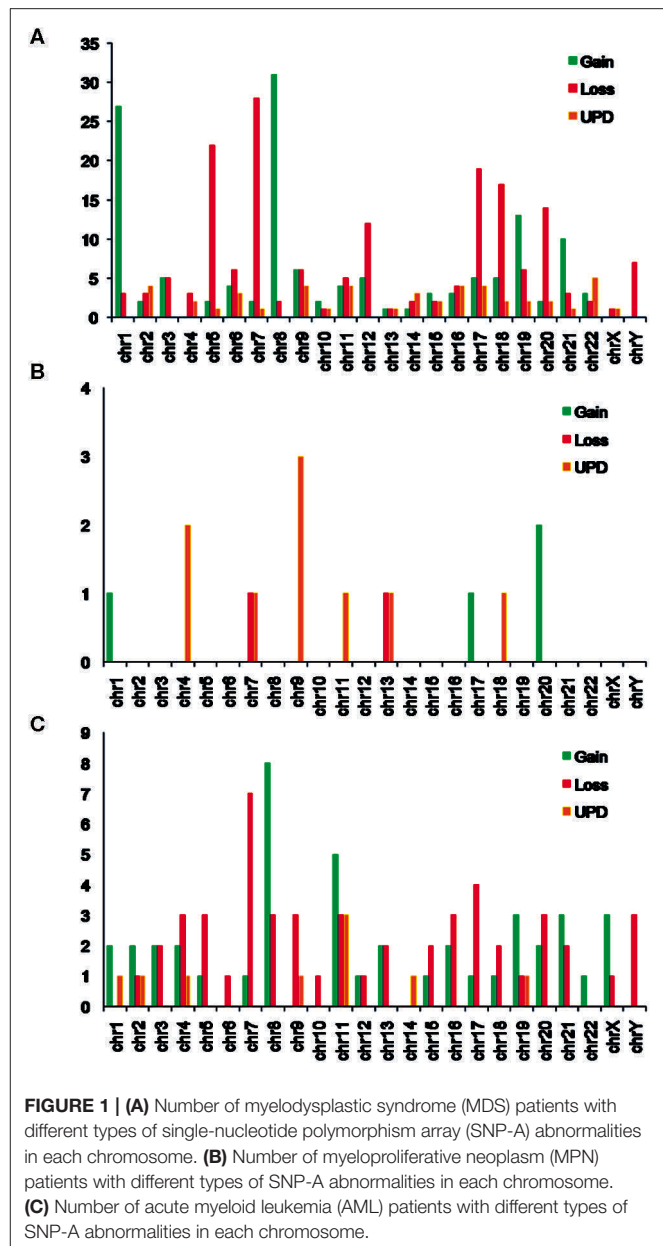 A
35
30
25
20
15
10
5
0
Gain
Loss
UPD
chr1 chr2 chr3 chr4 chr5 chr6 chr7 chr8 chr9 chr10 chr11 chr12 chr13 chr14 chr15 chr16 chr17 chr18 chr19 chr20 chr21 chr22 chrX chrY
B
4
3
2
1
0
Gain
Loss
UPD
chr1 chr2 chr3 chr4 chr5 chr6 chr7 chr8 chr9 chr10 chr11 chr12 chr13 chr14 chr15 chr16 chr17 chr18 chr19 chr20 chr21 chr22 chrX chrY
C
9
8
7
6
5
4
3
2
1
0
Gain
Loss
UPD
chr1 chr2 chr3 chr4 chr5 chr6 chr7 chr8 chr9 chr10 chr11 chr12 chr13 chr14 chr15 chr16 chr17 chr18 chr19 chr20 chr21 chr22 chrX chrY
FIGURE 1 | (A) Number of myelodysplastic syndrome (MDS) patients with
different types of single-nucleotide polymorphism array (SNP-A) abnormalities
in each chromosome. (B) Number of myeloproliferative neoplasm (MPN)
patients with different types of SNP-A abnormalities in each chromosome.
(C) Number of acute myeloid leukemia (AML) patients with different types of
SNP-A abnormalities in each chromosome.